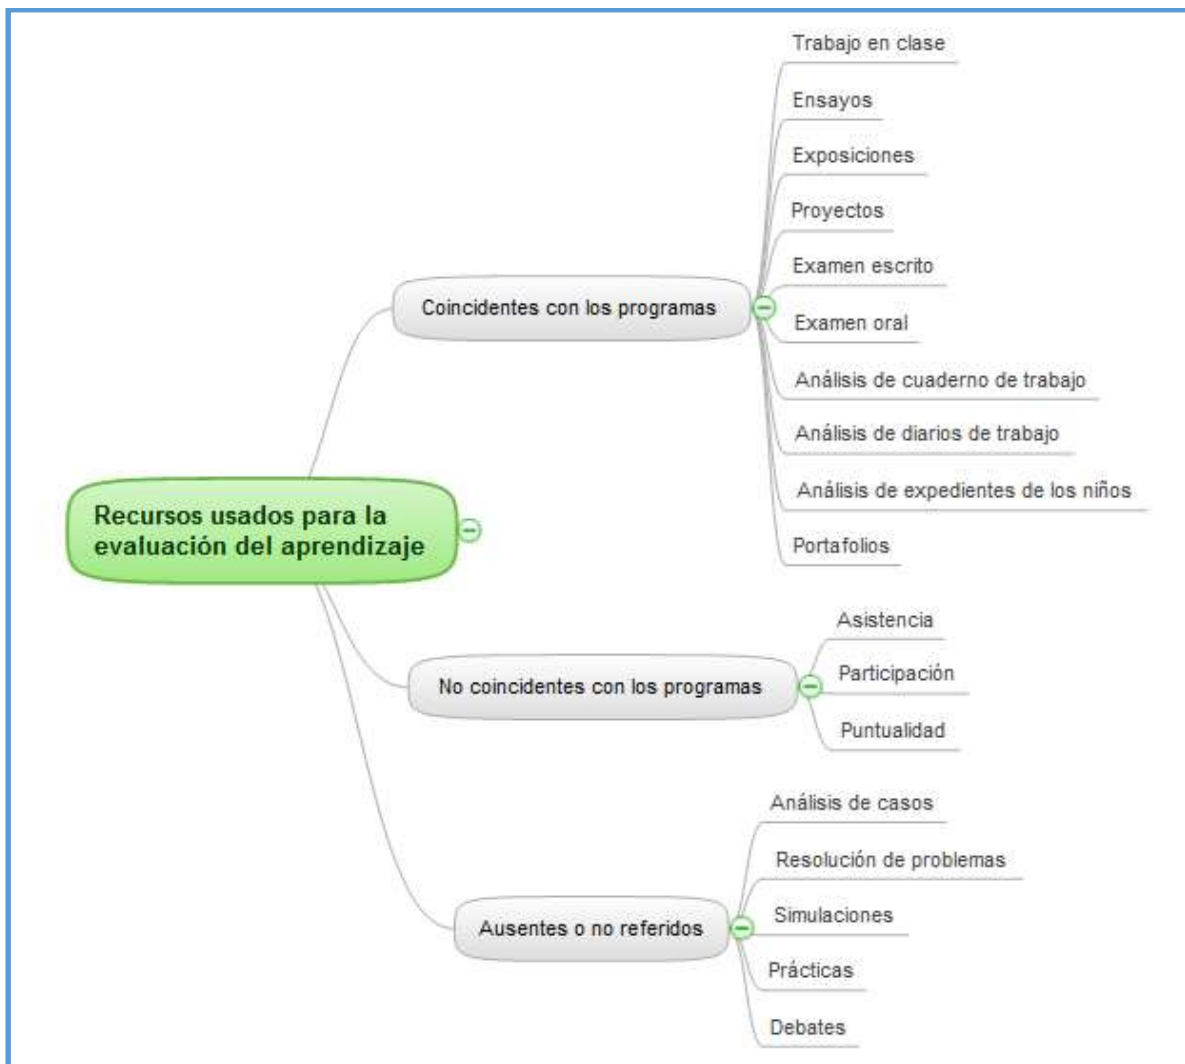 Recursos usados para la
evaluación del aprendizaje
Coincidentes con los programas
Trabajo en clase
Ensayos
Exposiciones
Proyectos
Examen escrito
Examen oral
Análisis de cuaderno de trabajo
Análisis de diarios de trabajo
Análisis de expedientes de los niños
Portafolios
No coincidentes con los programas
Asistencia
Participación
Puntualidad
Ausentes o no referidos
Análisis de casos
Resolución de problemas
Simulaciones
Prácticas
Debates